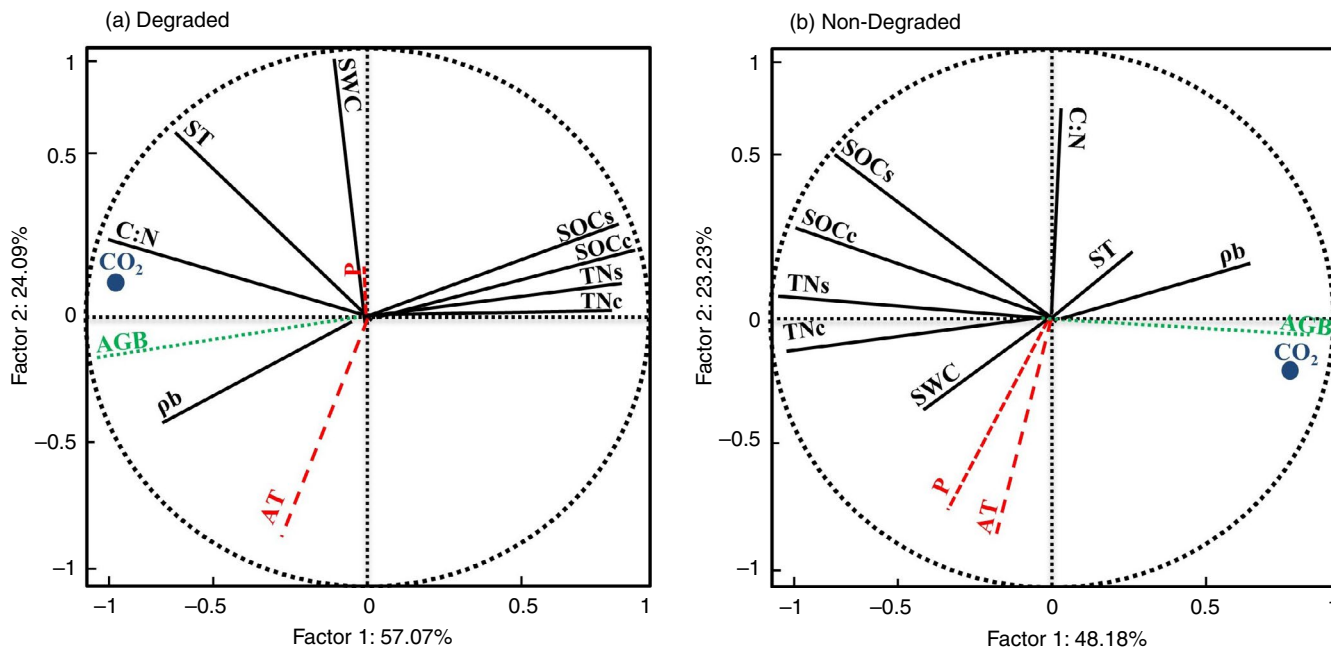 (a) Degraded
1
0.5
0
–0.5
–1
Factor 2: 24.09%
SWC
ST
C:N
CO₂
AGB
ρb
P
AT
SOCs
SOCc
TNs
TNc
–1
–0.5
0
0.5
1
Factor 1: 57.07%
(b) Non-Degraded
1
0.5
0
–0.5
–1
Factor 2: 23.23%
C:N
SOCs
SOCc
TNs
TNc
SWC
P
AT
ST
ρb
AGB
CO₂
–1
–0.5
0
0.5
1
Factor 1: 48.18%